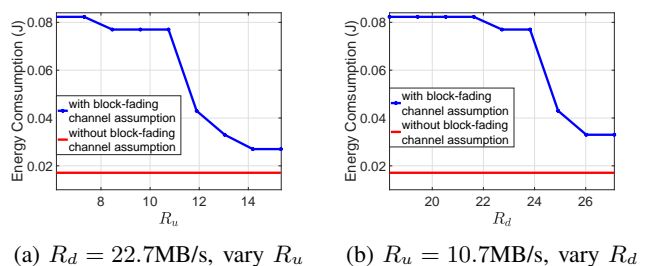 Energy Comsumption (J)
0.08
0.06
0.04
0.02
with block-fading
channel assumption
without block-fading
channel assumption
8 10 12 14
R_u
(a) R_d = 22.7MB/s, vary R_u
Energy Comsumption (J)
0.08
0.06
0.04
0.02
with block-fading
channel assumption
without block-fading
channel assumption
20 22 24 26
R_d
(b) R_u = 10.7MB/s, vary R_d